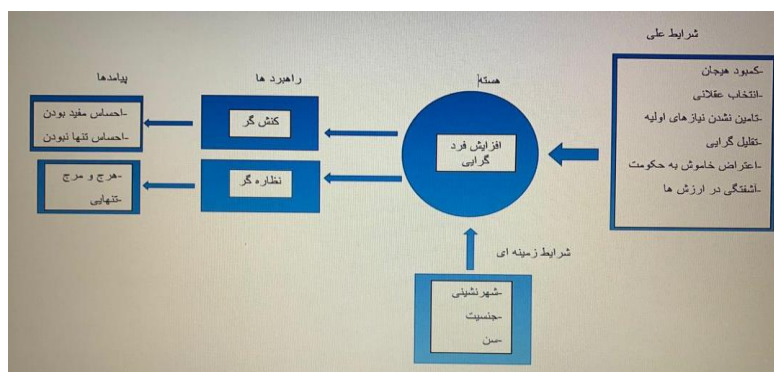 شرایط علی
-کمبود هیجان
-انتخاب عقلانی
-تامین نشدن نیازهای اولیه
-تقلیل گرایی
-اعتراض خاموش به حکومت
-آشفتگی در ارزش ها
هسته
افزایش فرد
گرایی
راهبرد ها
کنش گر
نظاره گر
پیامدها
-احساس مفید بودن
-احساس تنها نبودن
-هرج و مرج
-تنهایی
شرایط زمینه ای
-شهرنشینی
-جنسیت
-سن